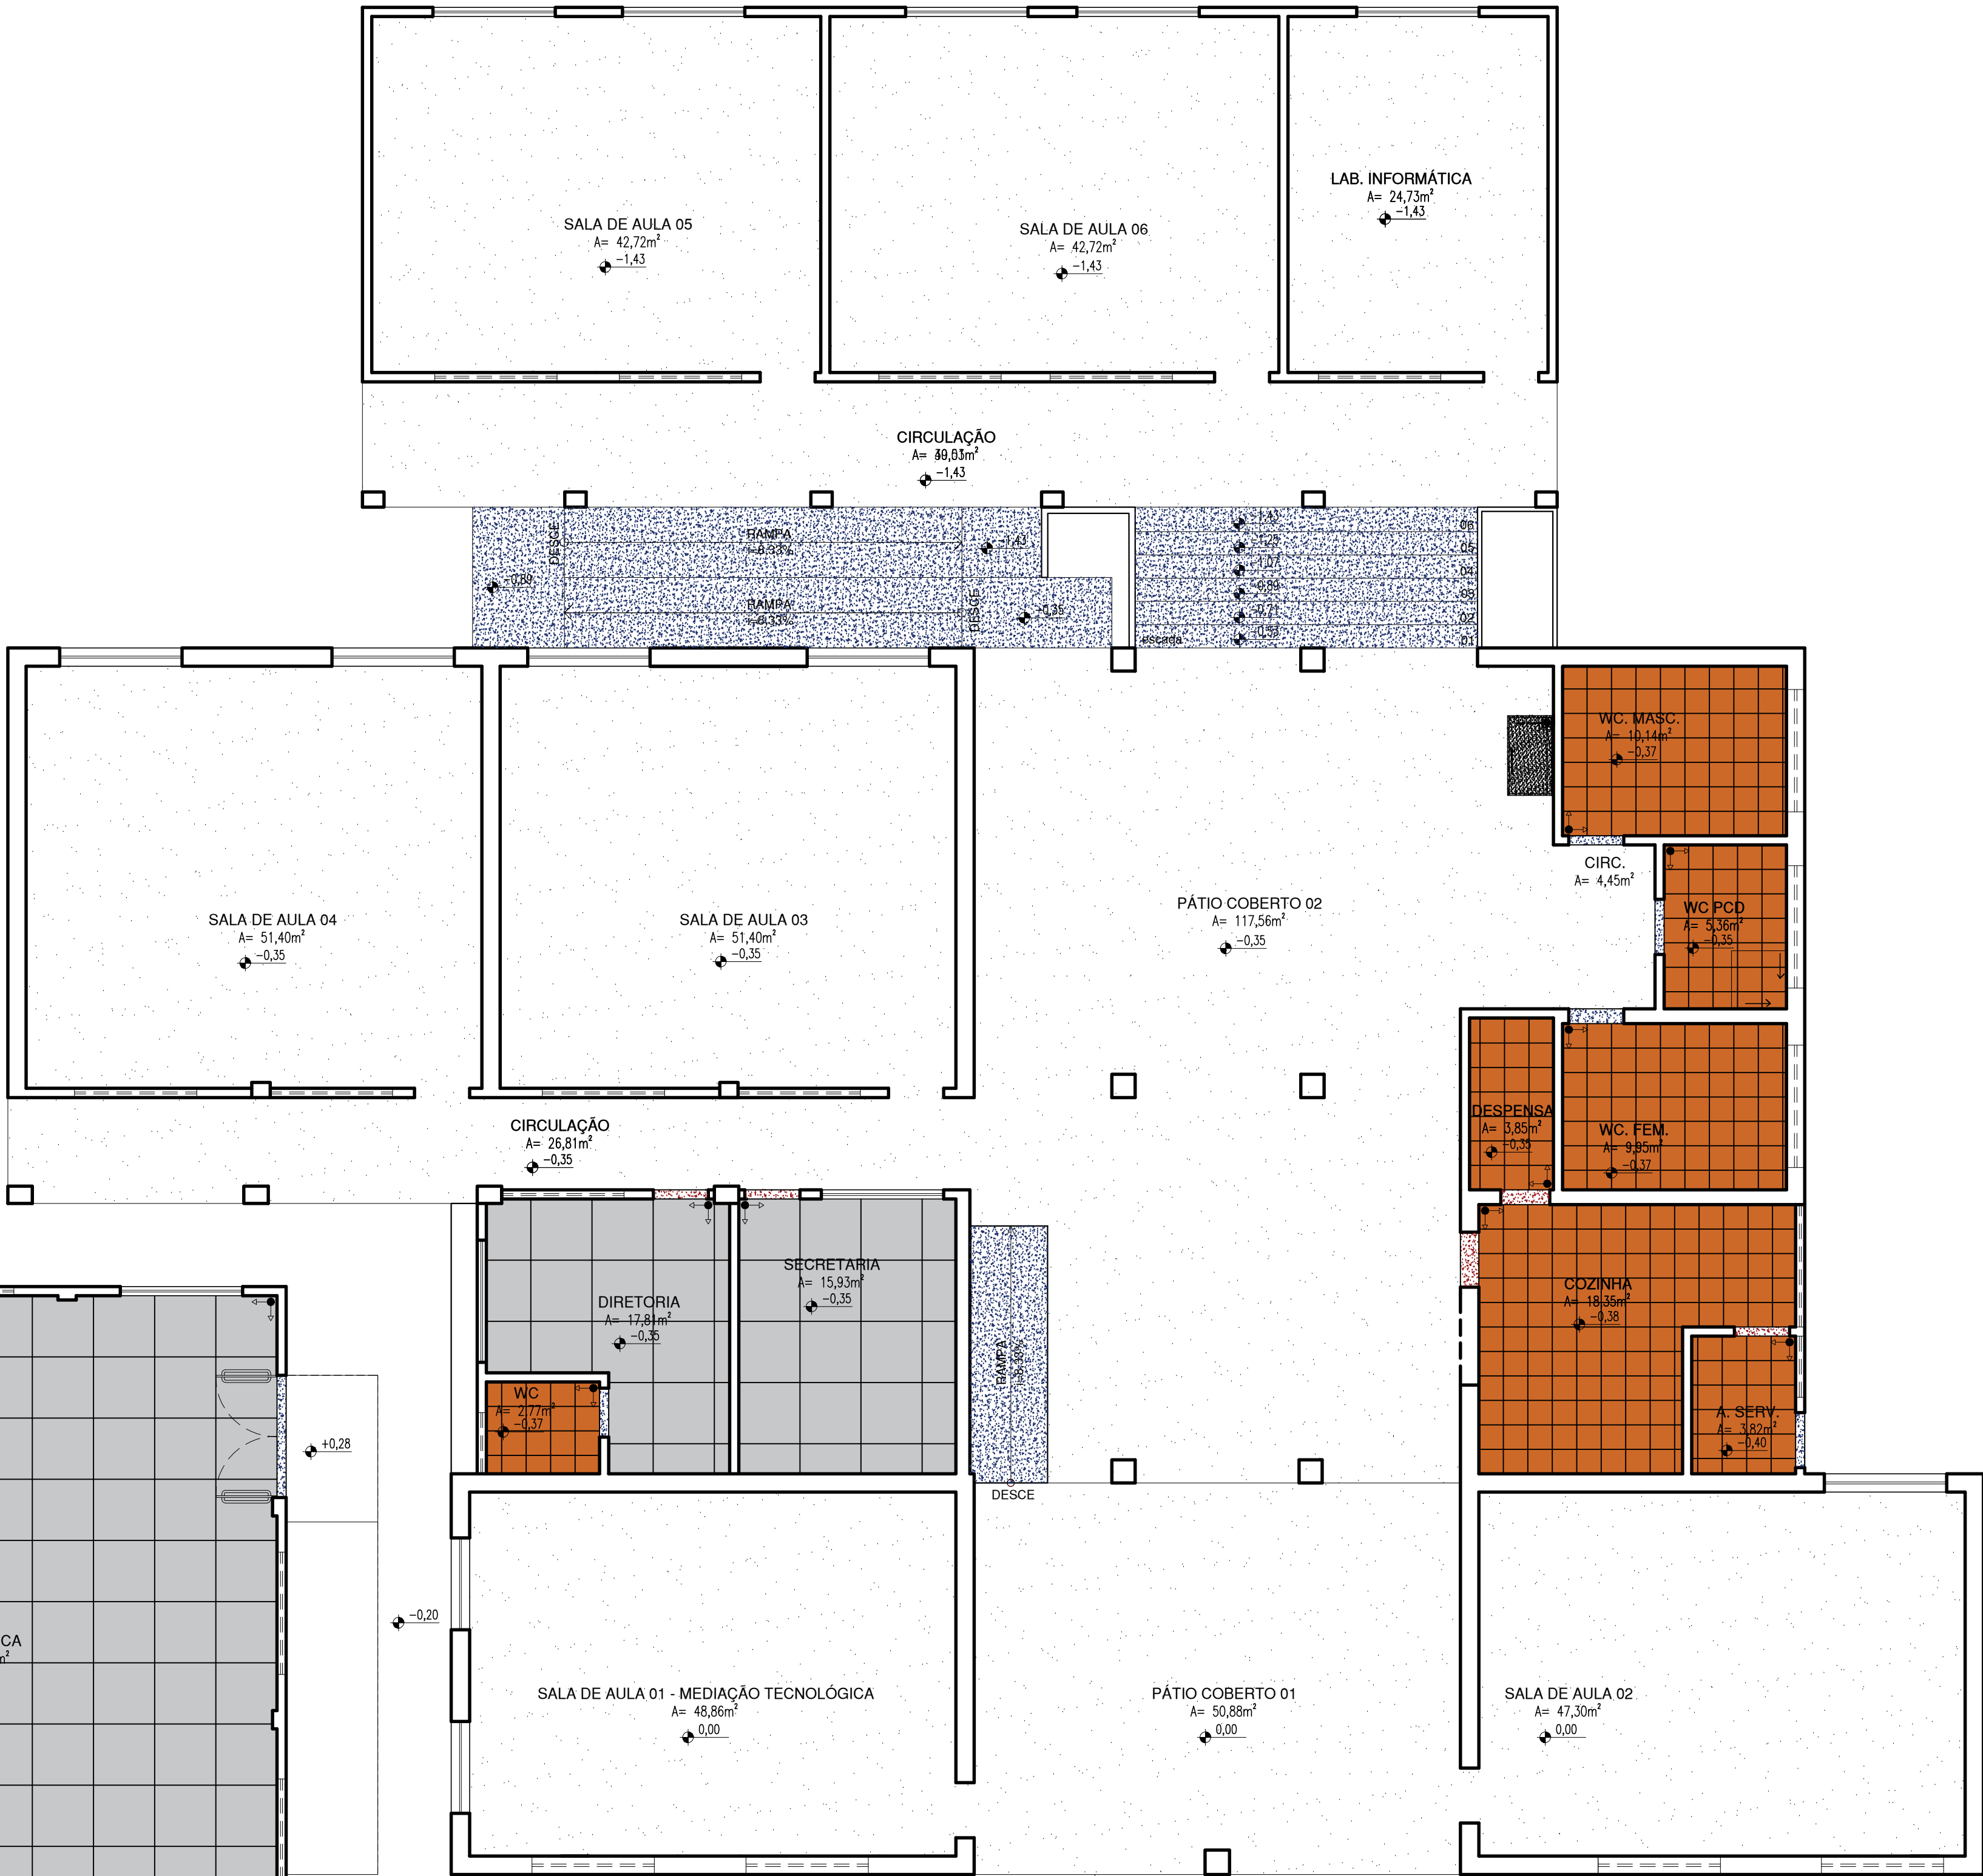 SALA DE AULA 05
A= 42,72m²
-1,43
SALA DE AULA 06
A= 42,72m²
-1,43
LAB. INFORMÁTICA
A= 24,73m²
-1,43
CIRCULAÇÃO
-1,43
DESCE
RAMPA
i=8.33%
-1,43
-0,89
RAMPA
i=8.33%
DESCE
-0,35
-1,43
06
-1,25
05
-1,07
04
-0,89
03
-0,71
02
-0,53
01
escada
SALA DE AULA 04
A= 51,40m²
-0,35
SALA DE AULA 03
A= 51,40m²
-0,35
PÁTIO COBERTO 02
A= 117,56m²
-0,35
WC. MASC.
A= 10,14m²
-0,37
CIRC.
A= 4,45m²
WC PCD
A= 5,36m²
-0,35
DESPENSA
A= 3,85m²
-0,35
WC. FEM.
A= 9,95m²
-0,37
CIRCULAÇÃO
A= 26,81m²
-0,35
DIRETORIA
A= 17,81m²
-0,35
SECRETARIA
A= 15,93m²
-0,35
WC
A= 2,77m²
-0,37
RAMPA
DESCE
COZINHA
A= 18,35m²
-0,38
A. SERV.
A= 3,82m²
-0,40
+0,28
-0,20
CA
m²
SALA DE AULA 01 - MEDIAÇÃO TECNOLÓGICA
A= 48,86m²
0,00
PÁTIO COBERTO 01
A= 50,88m²
0,00
SALA DE AULA 02
A= 47,30m²
0,00